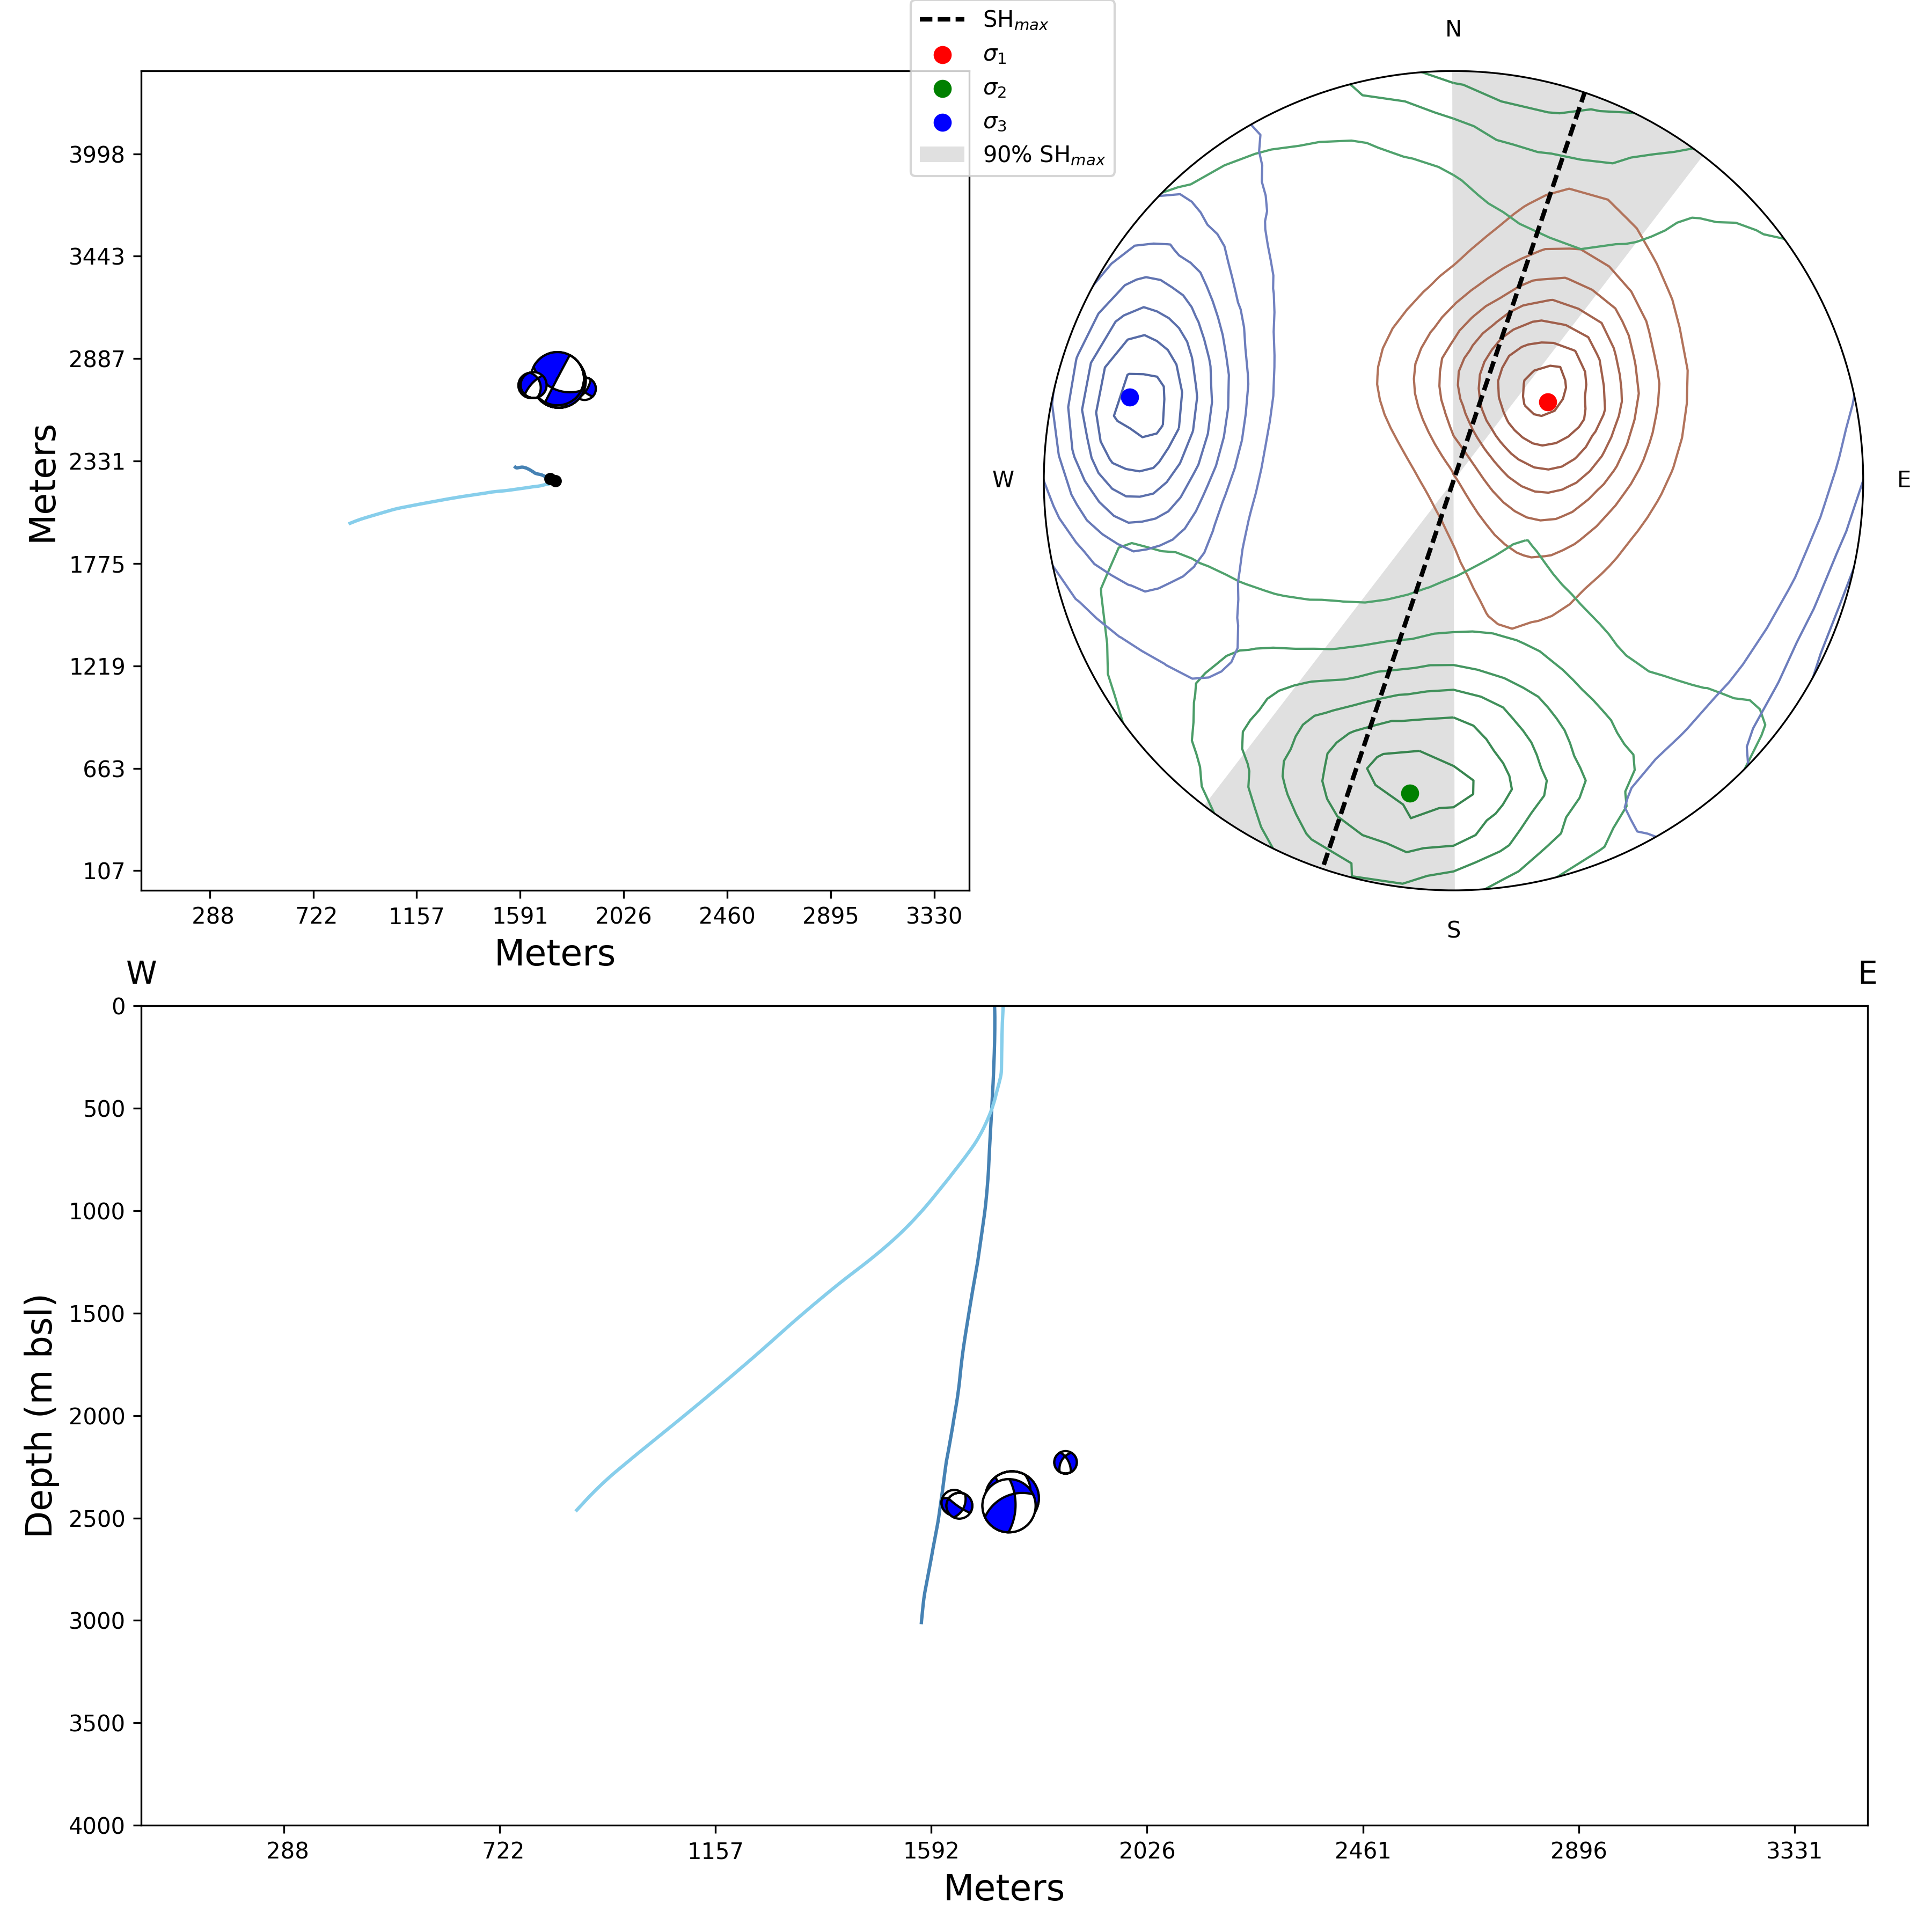 SHmax
σ1
σ2
σ3
90% SHmax
N
W
E
S
3998
3443
2887
2331
1775
1219
663
107
Meters
288 722 1157 1591 2026 2460 2895 3330
Meters
W E
0
500
1000
1500
2000
2500
3000
3500
4000
Depth (m bsl)
288 722 1157 1592 2026 2461 2896 3331
Meters